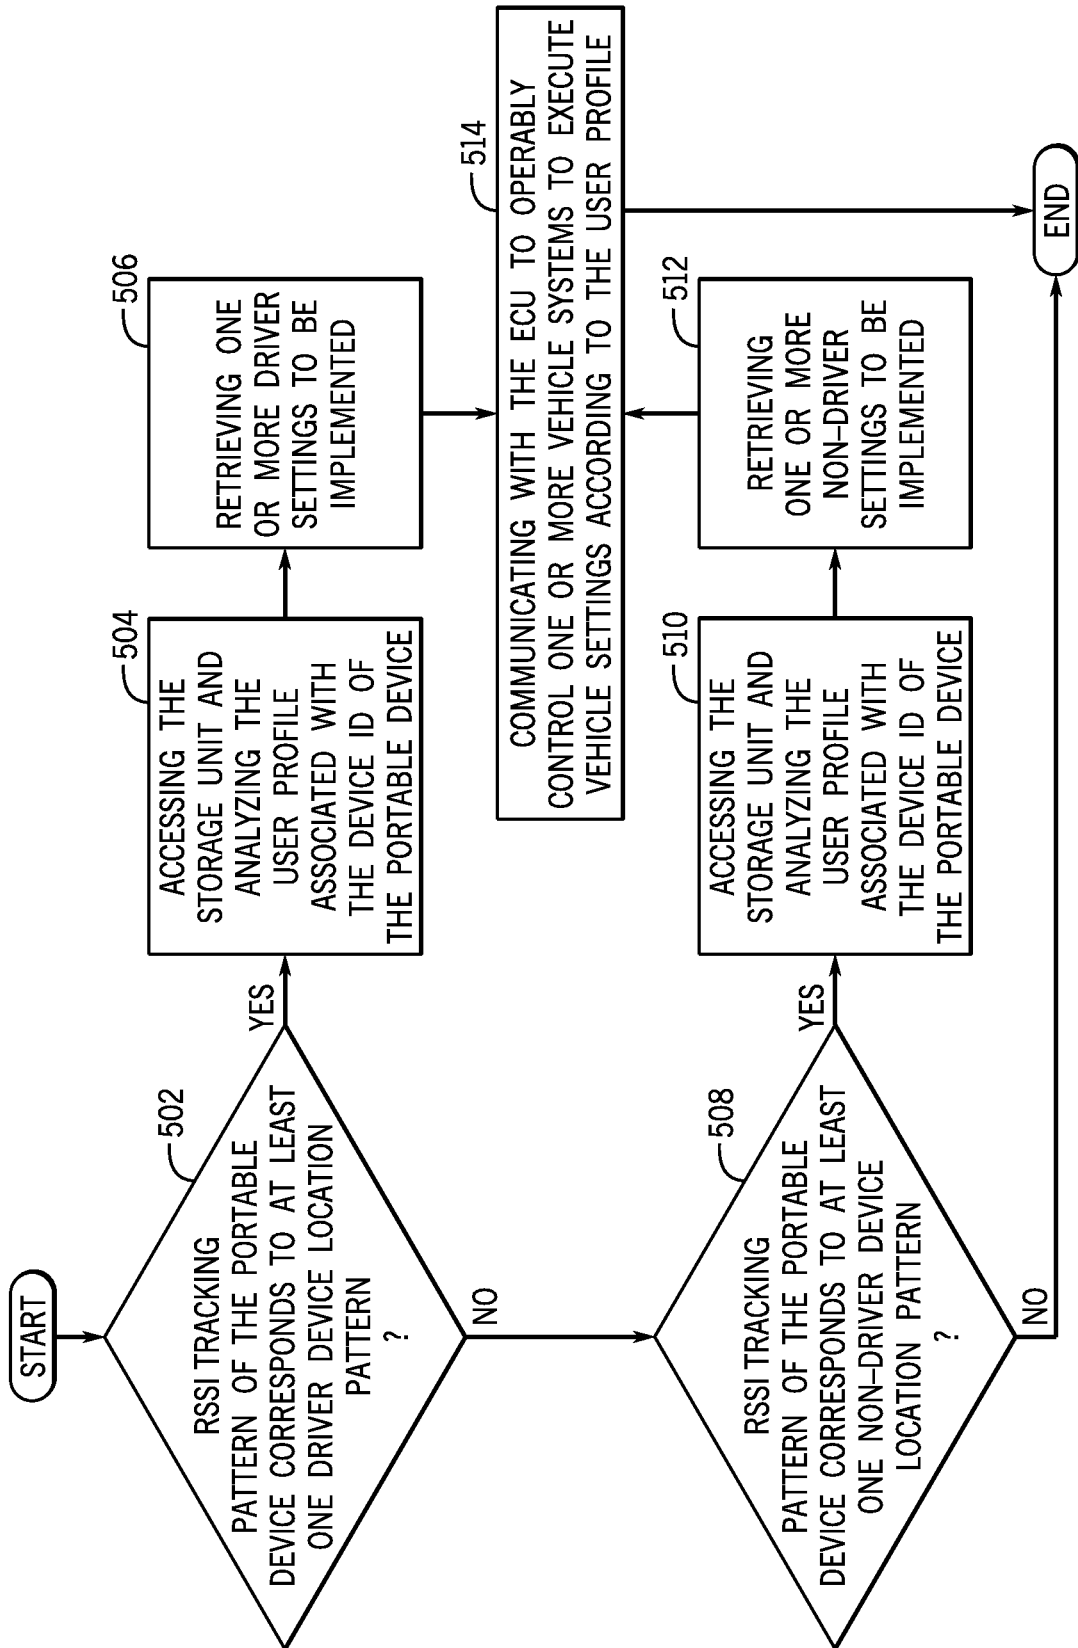 START
502
RSSI TRACKING
PATTERN OF THE PORTABLE
DEVICE CORRESPONDS TO AT LEAST
ONE DRIVER DEVICE LOCATION
PATTERN
?
YES
NO
504
ACCESSING THE
STORAGE UNIT AND
ANALYZING THE
USER PROFILE
ASSOCIATED WITH
THE DEVICE ID OF
THE PORTABLE DEVICE
506
RETRIEVING ONE
OR MORE DRIVER
SETTINGS TO BE
IMPLEMENTED
514
COMMUNICATING WITH THE ECU TO OPERABLY
CONTROL ONE OR MORE VEHICLE SYSTEMS TO EXECUTE
VEHICLE SETTINGS ACCORDING TO THE USER PROFILE
508
RSSI TRACKING
PATTERN OF THE PORTABLE
DEVICE CORRESPONDS TO AT LEAST
ONE NON-DRIVER DEVICE
LOCATION PATTERN
?
YES
NO
510
ACCESSING THE
STORAGE UNIT AND
ANALYZING THE
USER PROFILE
ASSOCIATED WITH
THE DEVICE ID OF
THE PORTABLE DEVICE
512
RETRIEVING
ONE OR MORE
NON-DRIVER
SETTINGS TO BE
IMPLEMENTED
END